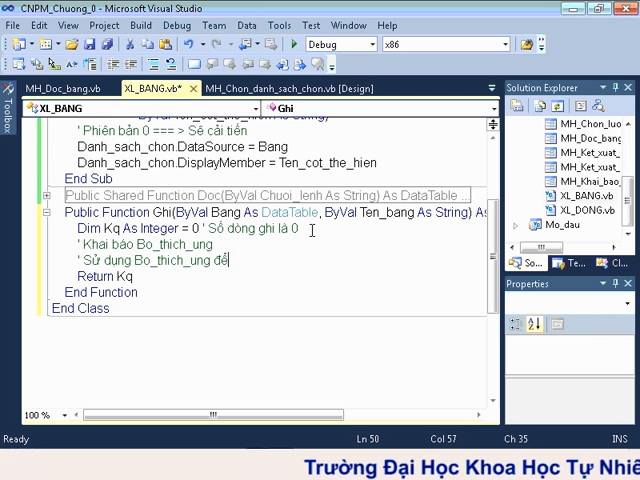 CNPM_Chuong_0 - Microsoft Visual Studio
File Edit View Project Build Debug Team Data Tools Test Window Help
Debug x86
MH_Doc_bang.vb XL_BANG.vb* MH_Chon_danh_sach_chon.vb [Design]
XL_BANG Ghi
Toolbox
' Phiên bản 0 === > Sẽ cải tiến
Danh_sach_chon.DataSource = Bang
Danh_sach_chon.DisplayMember = Ten_cot_the_hien
End Sub
Public Shared Function Doc(ByVal Chuoi_lenh As String) As DataTable ...
Public Function Ghi(ByVal Bang As DataTable, ByVal Ten_bang As String) As
Dim Kq As Integer = 0 ' Số dòng ghi là 0
' Khai báo Bo_thich_ung
' Sử dụng Bo_thich_ung để
Return Kq
End Function
End Class
100 %
Solution Explorer
MH_Chon_luo
MH_Doc_bang
MH_Ket_xuat_
MH_Khai_bao_
XL_BANG.vb
XL_DONG.vb
Mo_dau
So... Te... Cl...
Properties
Ready Ln 50 Col 57 Ch 35 INS
Trường Đại Học Khoa Học Tự Nhiê